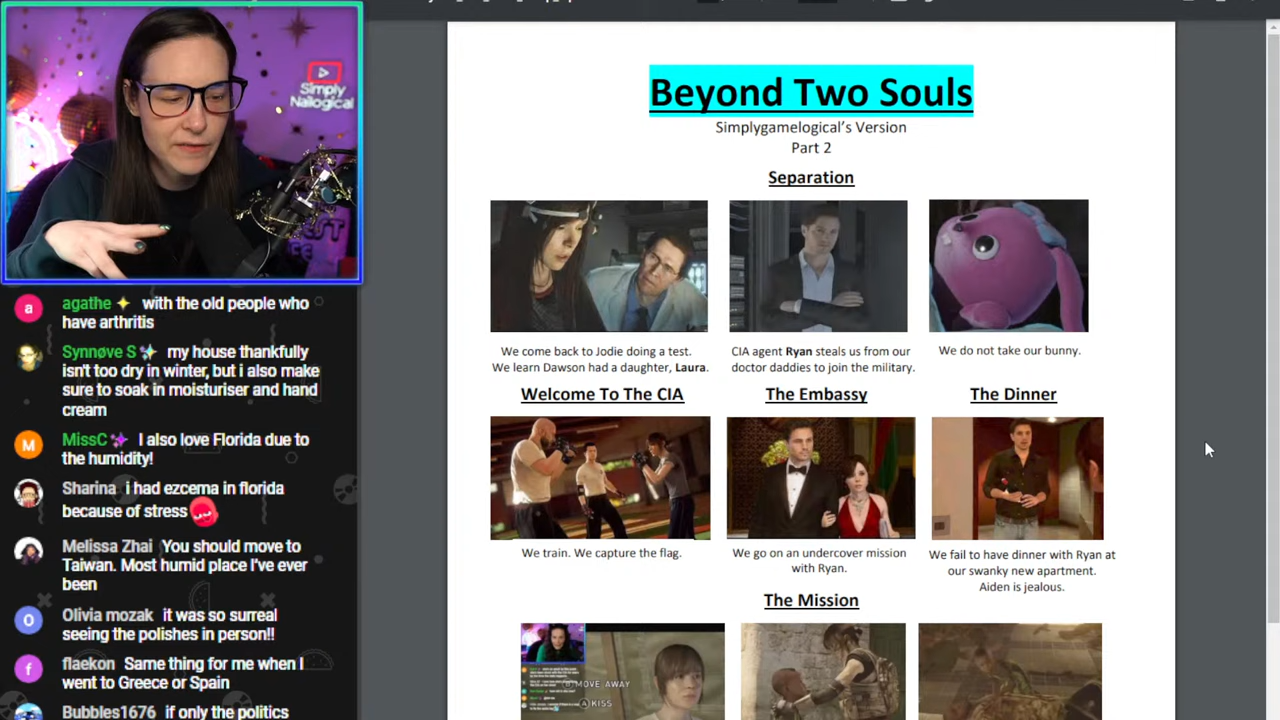 Simply
Nailogical
agathe with the old people who
have arthritis
Synnøve S my house thankfully
isn't too dry in winter, but i also make
sure to soak in moisturiser and hand
cream
MissC I also love Florida due to
the humidity!
Sharina i had ezcema in florida
because of stress
Melissa Zhai You should move to
Taiwan. Most humid place I've ever
been
Olivia mozak it was so surreal
seeing the polishes in person!!
flaekon Same thing for me when I
went to Greece or Spain
Bubbles1676 if only the politics
Beyond Two Souls
Simplygamelogical's Version
Part 2
Separation
We come back to Jodie doing a test.
We learn Dawson had a daughter, Laura.
CIA agent Ryan steals us from our
doctor daddies to join the military.
We do not take our bunny.
Welcome To The CIA
The Embassy
The Dinner
We train. We capture the flag.
We go on an undercover mission
with Ryan.
We fail to have dinner with Ryan at
our swanky new apartment.
Aiden is jealous.
The Mission
MOVE AWAY
KISS